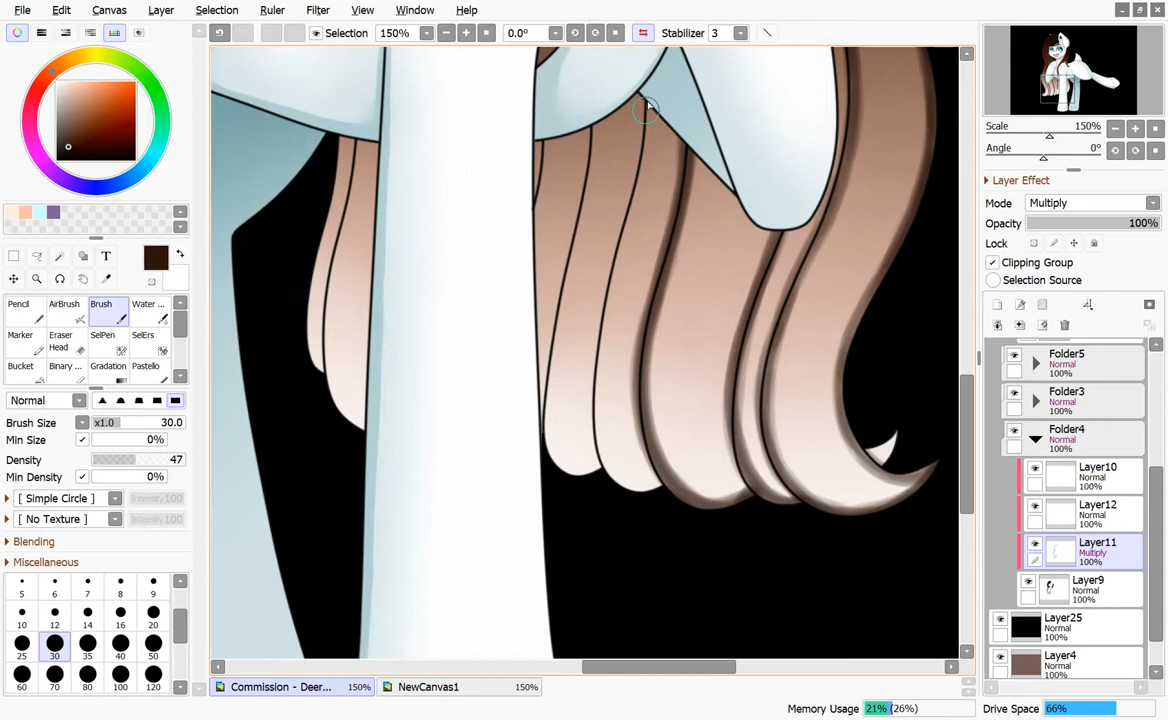 File Edit Canvas Layer Selection Ruler Filter View Window Help
Selection 150% 0.0° Stabilizer 3
Scale 150%
Angle 0°
Layer Effect
Mode Multiply
Opacity 100%
Lock
Clipping Group
Selection Source
T
Pencil AirBrush Brush Water ...
Marker Eraser Head SelPen SelErs
Bucket Binary ... Gradation Pastello
Normal
Brush Size x1.0 30.0
Min Size 0%
Density 47
Min Density 0%
[ Simple Circle ] Intensity 100
[ No Texture ] Intensity 100
Blending
Miscellaneous
5 6 7 8 9
10 12 14 16 20
25 30 35 40 50
60 70 80 100 120
Folder5
Normal
100%
Folder3
Normal
100%
Folder4
Normal
100%
Layer10
Normal
100%
Layer12
Normal
100%
Layer11
Multiply
100%
Layer9
Normal
100%
Layer25
Normal
100%
Layer4
Normal
100%
Commission - Deer... 150% NewCanvas1 150%
Memory Usage 21% (26%) Drive Space 66%